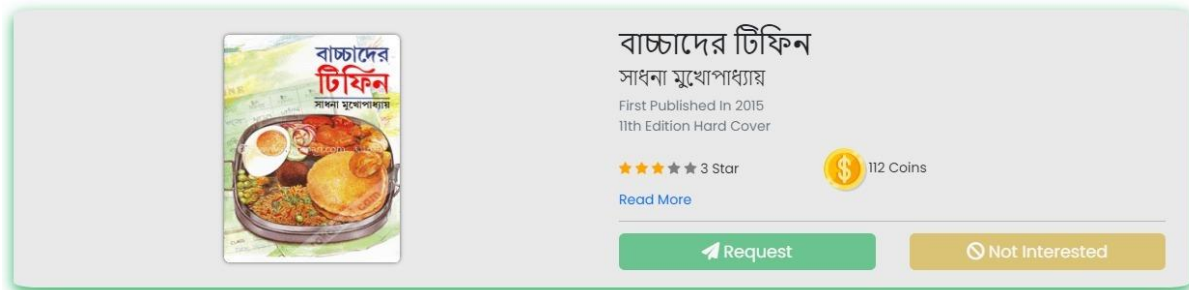 বাচ্চাদের
টিফিন
সাধনা মুখোপাধ্যায়
বাচ্চাদের টিফিন
সাধনা মুখোপাধ্যায়
First Published In 2015
11th Edition Hard Cover
3 Star
112 Coins
Read More
Request
Not Interested